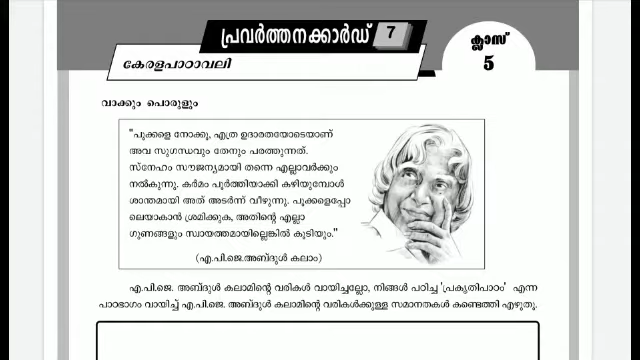 പ്രവർത്തനക്കാർഡ് 7
ക്ലാസ്
5
കേരളപാഠാവലി
വാക്കും പൊരുളും
"പൂക്കളെ നോക്കൂ, എത്ര ഉദാരതയോടെയാണ്
അവ സുഗന്ധവും തേനും പരത്തുന്നത്.
സ്നേഹം സൗജന്യമായി തന്നെ എല്ലാവർക്കും
നൽകുന്നു. കർമം പൂർത്തിയാക്കി കഴിയുമ്പോൾ
ശാന്തമായി അത് അടർന്ന് വീഴുന്നു. പൂക്കളെപ്പോ
ലെയാകാൻ ശ്രമിക്കുക, അതിന്റെ എല്ലാ
ഗുണങ്ങളും സ്വായത്തമായില്ലെങ്കിൽ കൂടിയും."
(എ.പി.ജെ.അബ്ദുൾ കലാം)
എ.പി.ജെ. അബ്ദുൾ കലാമിന്റെ വരികൾ വായിച്ചല്ലോ, നിങ്ങൾ പഠിച്ച 'പ്രകൃതിപാഠം' എന്ന
പാഠഭാഗം വായിച്ച് എ.പി.ജെ. അബ്ദുൾ കലാമിന്റെ വരികൾക്കുള്ള സമാനതകൾ കണ്ടെത്തി എഴുതു.